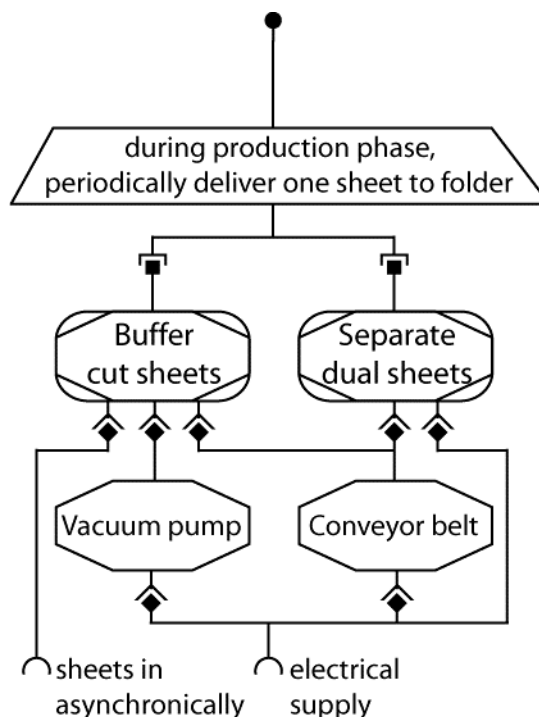 during production phase,
periodically deliver one sheet to folder
Buffer
cut sheets
Separate
dual sheets
Vacuum pump
Conveyor belt
sheets in
asynchronically
electrical
supply